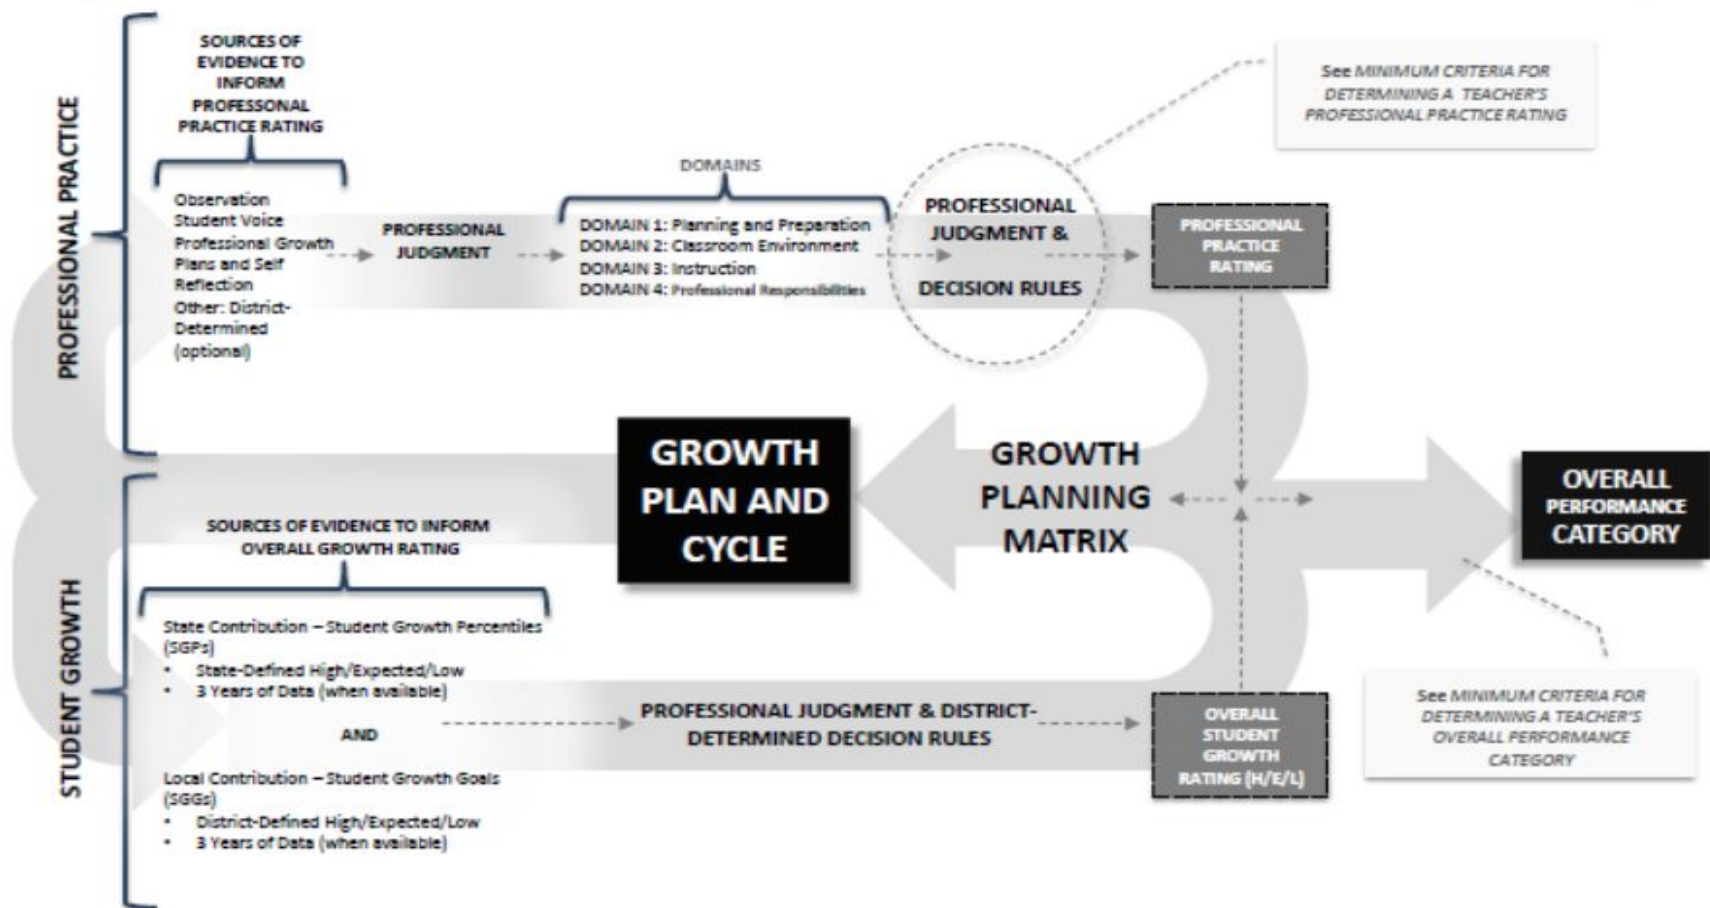 PROFESSIONAL PRACTICE
SOURCES OF
EVIDENCE TO
INFORM
PROFESSONAL
PRACTICE RATING
Observation
Student Voice
Professional Growth
Plans and Self
Reflection
Other: District-
Determined
(optional)
PROFESSIONAL
JUDGMENT
DOMAINS
DOMAIN 1: Planning and Preparation
DOMAIN 2: Classroom Environment
DOMAIN 3: Instruction
DOMAIN 4: Professional Responsibilities
PROFESSIONAL
JUDGMENT &
DECISION RULES
See MINIMUM CRITERIA FOR
DETERMINING A TEACHER'S
PROFESSIONAL PRACTICE RATING
PROFESSIONAL
PRACTICE
RATING
GROWTH
PLAN AND
CYCLE
GROWTH
PLANNING
MATRIX
OVERALL
PERFORMANCE
CATEGORY
STUDENT GROWTH
SOURCES OF EVIDENCE TO INFORM
OVERALL GROWTH RATING
State Contribution – Student Growth Percentiles
(SGPs)
• State-Defined High/Expected/Low
• 3 Years of Data (when available)
AND
Local Contribution – Student Growth Goals
(SGGs)
• District-Defined High/Expected/Low
• 3 Years of Data (when available)
PROFESSIONAL JUDGMENT & DISTRICT-
DETERMINED DECISION RULES
OVERALL
STUDENT
GROWTH
RATING (H/E/L)
See MINIMUM CRITERIA FOR
DETERMINING A TEACHER'S
OVERALL PERFORMANCE
CATEGORY